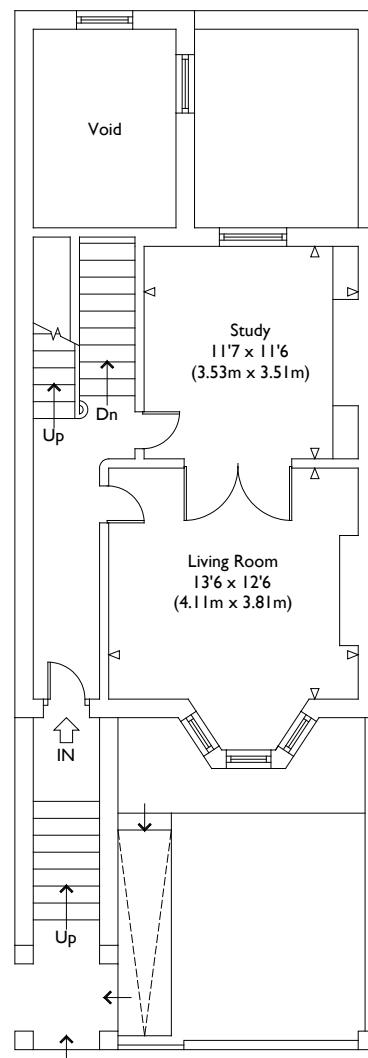 Void
Study
11'7 x 11'6
(3.53m x 3.51m)
Up
Dn
Living Room
13'6 x 12'6
(4.11m x 3.81m)
IN
Up